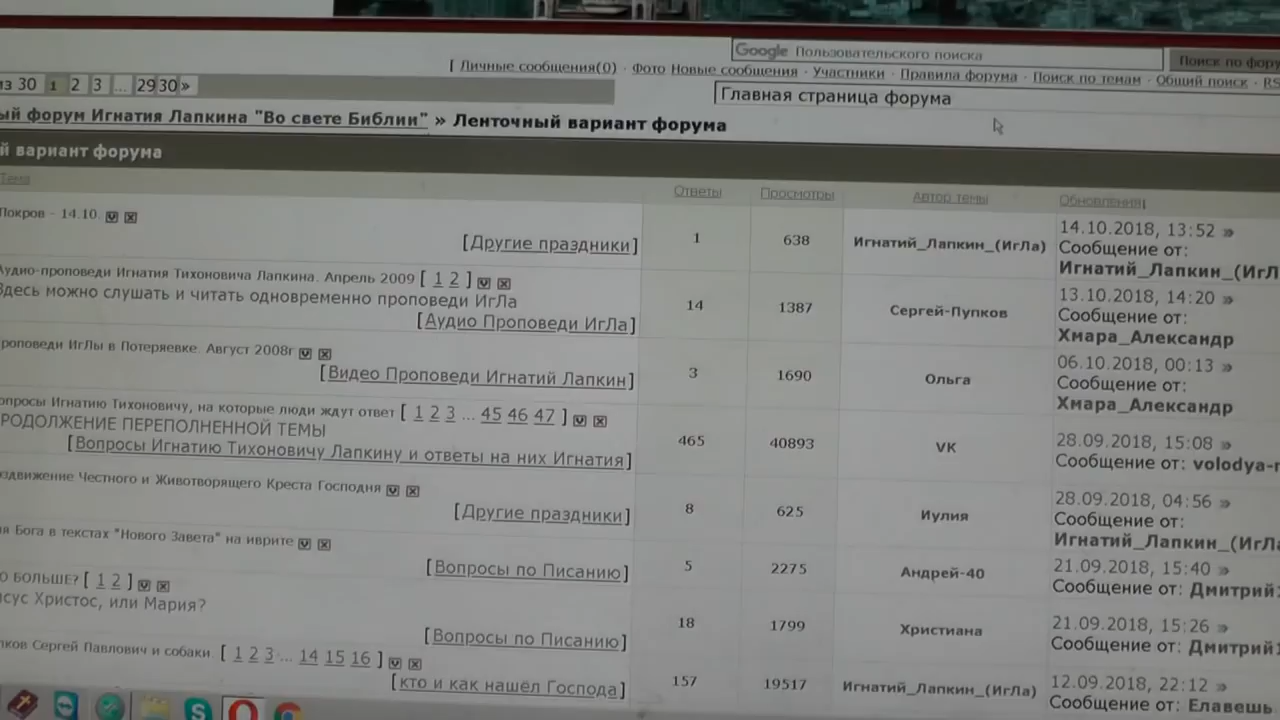 Google Пользовательского поиска
Поиск по фору
[ Личные сообщения(0) · Фото Новые сообщения · Участники · Правила форума · Поиск по темам · Общий поиск · RS
из 30 1 2 3 ... 29 30 »
Главная страница форума
ый форум Игнатия Лапкина "Во свете Библии" » Ленточный вариант форума
й вариант форума
Тема Ответы Просмотры Автор темы Обновления↓
Покров - 14.10.
[Другие праздники]
1 638 Игнатий_Лапкин_(ИгЛа)
14.10.2018, 13:52 »
Сообщение от:
Игнатий_Лапкин_(ИгЛ
Аудио-проповеди Игнатия Тихоновича Лапкина. Апрель 2009 [ 1 2 ]
Здесь можно слушать и читать одновременно проповеди ИгЛа
[Аудио Проповеди ИгЛа]
14 1387 Сергей-Пупков
13.10.2018, 14:20 »
Сообщение от:
Хмара_Александр
роповеди ИгЛы в Потеряевке. Август 2008г
[Видео Проповеди Игнатий Лапкин]
3 1690 Ольга
06.10.2018, 00:13 »
Сообщение от:
Хмара_Александр
опросы Игнатию Тихоновичу, на которые люди ждут ответ [ 1 2 3 ... 45 46 47 ]
РОДОЛЖЕНИЕ ПЕРЕПОЛНЕННОЙ ТЕМЫ
[Вопросы Игнатию Тихоновичу Лапкину и ответы на них Игнатия]
465 40893 VK
28.09.2018, 15:08 »
Сообщение от: volodya-r
здвижение Честного и Животворящего Креста Господня
[Другие праздники]
8 625 Иулия
28.09.2018, 04:56 »
Сообщение от:
Игнатий_Лапкин_(ИгЛа
я Бога в текстах "Нового Завета" на иврите
[Вопросы по Писанию]
5 2275 Андрей-40
21.09.2018, 15:40 »
Сообщение от: Дмитрий
О БОЛЬШЕ? [ 1 2 ]
исус Христос, или Мария?
[Вопросы по Писанию]
18 1799 Христиана
21.09.2018, 15:26 »
Сообщение от: Дмитрий
пков Сергей Павлович и собаки [ 1 2 3 ... 14 15 16 ]
[кто и как нашёл Господа]
157 19517 Игнатий_Лапкин_(ИгЛа)
12.09.2018, 22:12 »
Сообщение от: Елавешь